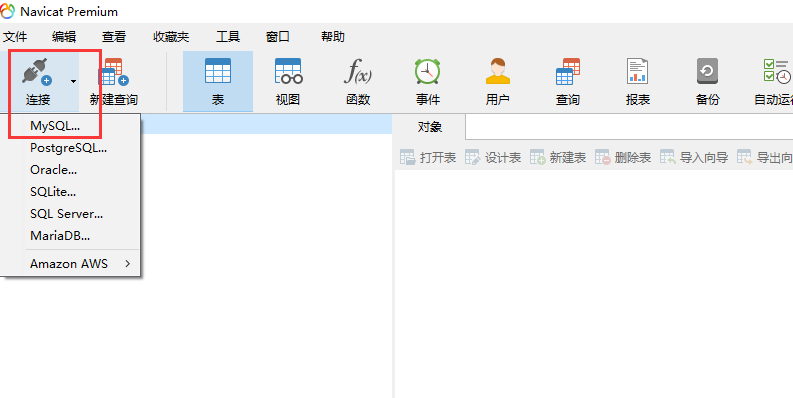 Navicat Premium
文件 编辑 查看 收藏夹 工具 窗口 帮助
连接 新建查询 表 视图 函数 事件 用户 查询 报表 备份 自动运行
f(x)
MySQL...
PostgreSQL...
Oracle...
SQLite...
SQL Server...
MariaDB...
Amazon AWS
对象
打开表 设计表 新建表 删除表 导入向导 导出向